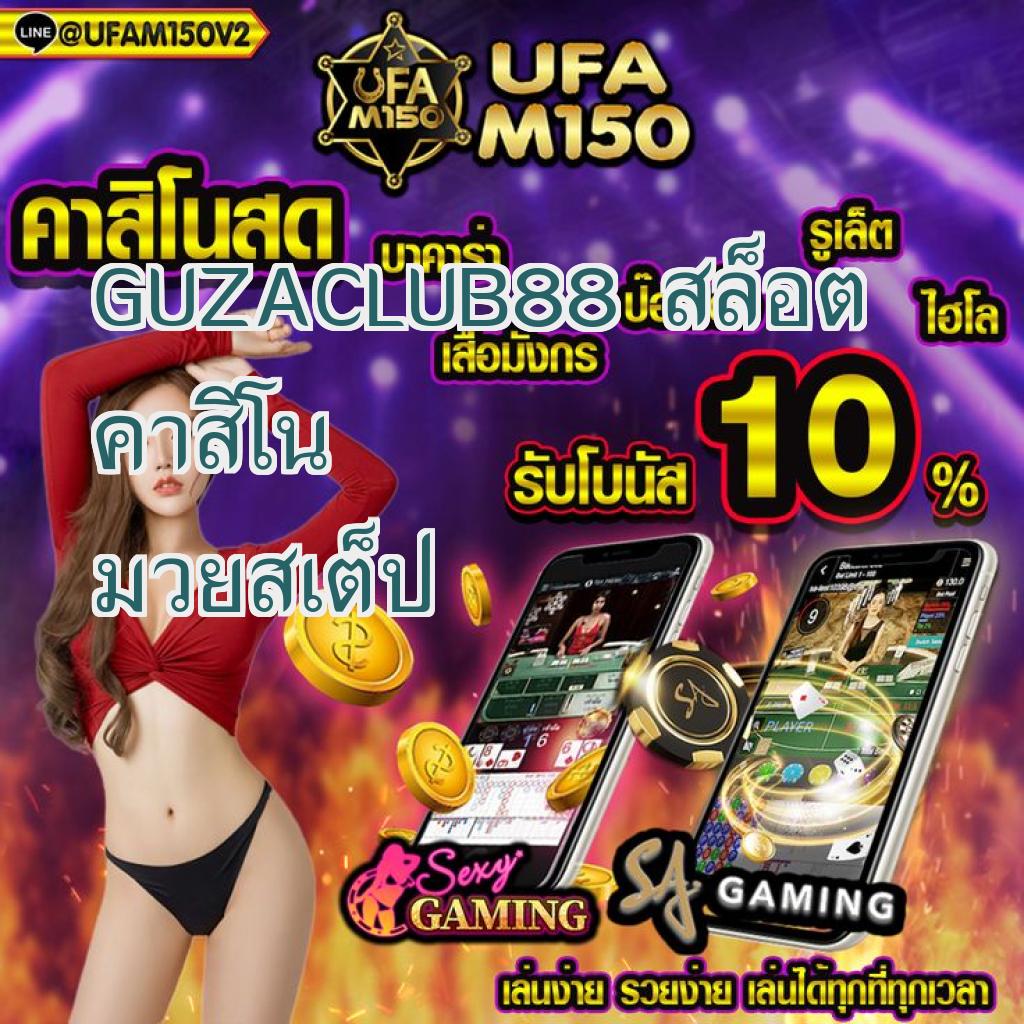 LINE @UFAM150V2
UFA
M150
UFA
M150
คาสิโนสด
บาคาร่า
รูเล็ต
GUZACLUB88 สล็อต
ไฮโล
เสือมังกร
คาสิโน
10
รับโบนัส
%
มวยสเต็ป
Sexy
GAMING
SA GAMING
PLAYER
เล่นง่าย รวยง่าย เล่นได้ทุกที่ทุกเวลา